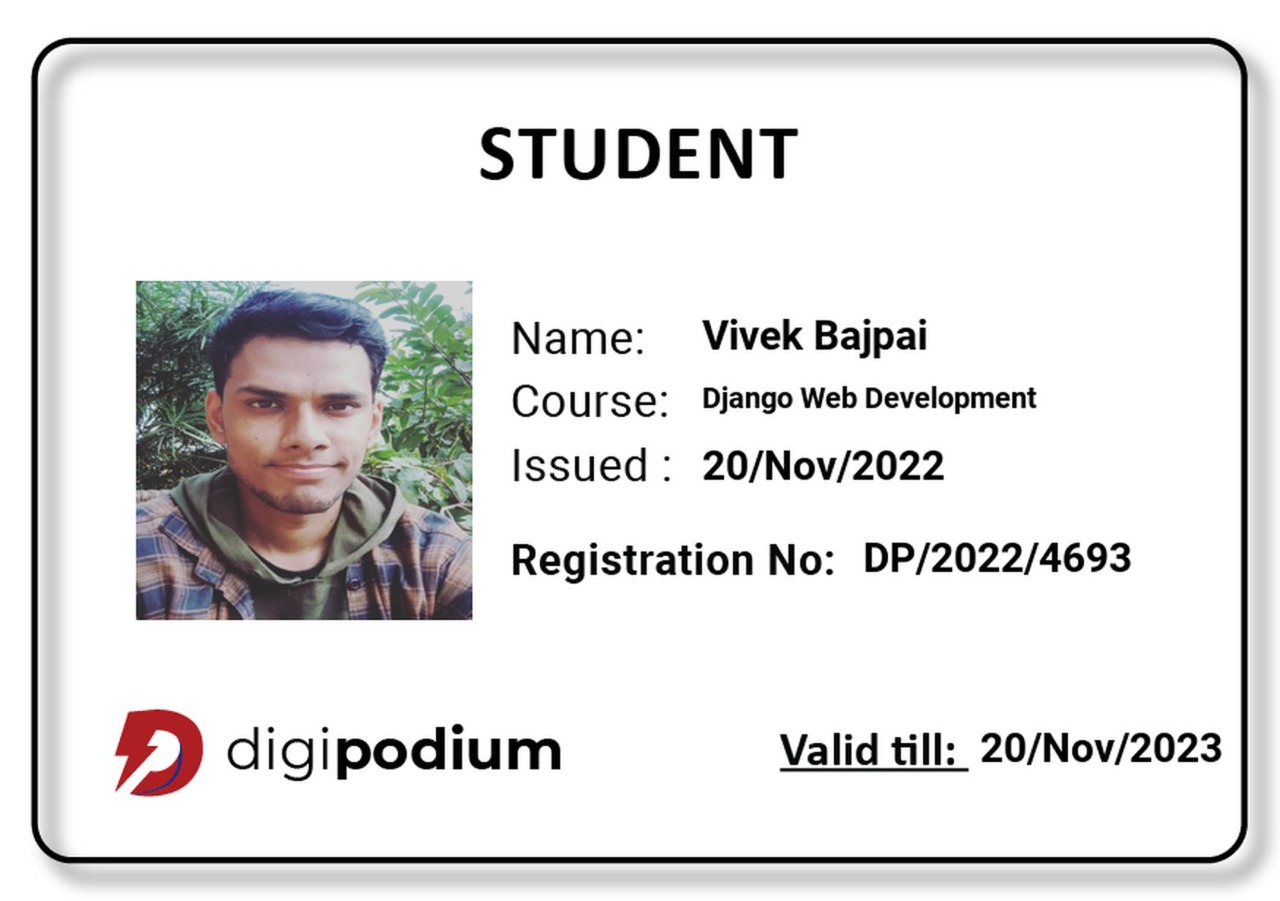 STUDENT
Name: Vivek Bajpai
Course: Django Web Development
Issued : 20/Nov/2022
Registration No: DP/2022/4693
digipodium
Valid till: 20/Nov/2023